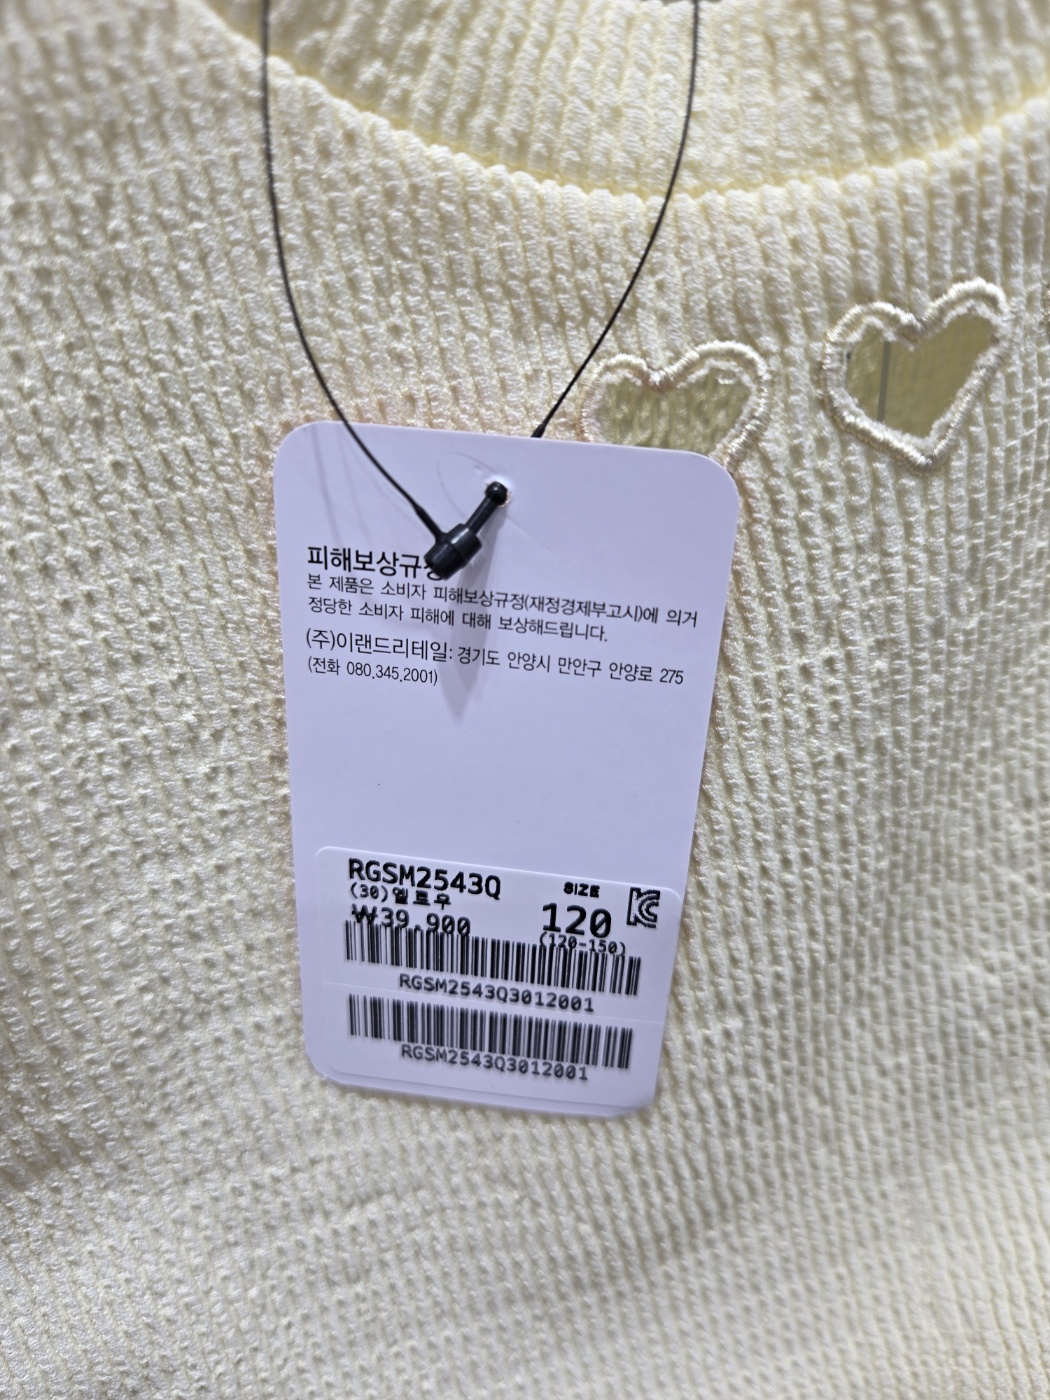 피해보상규정
본 제품은 소비자 피해보상규정(재정경제부고시)에 의거
정당한 소비자 피해에 대해 보상해드립니다.
(주)이랜드리테일: 경기도 안양시 만안구 안양로 275
(전화 080.345.2001)
RGSM2543Q
(30)옐로우
₩39,900
SIZE
120
(120-150)
RGSM2543Q3012001
RGSM2543Q3012001